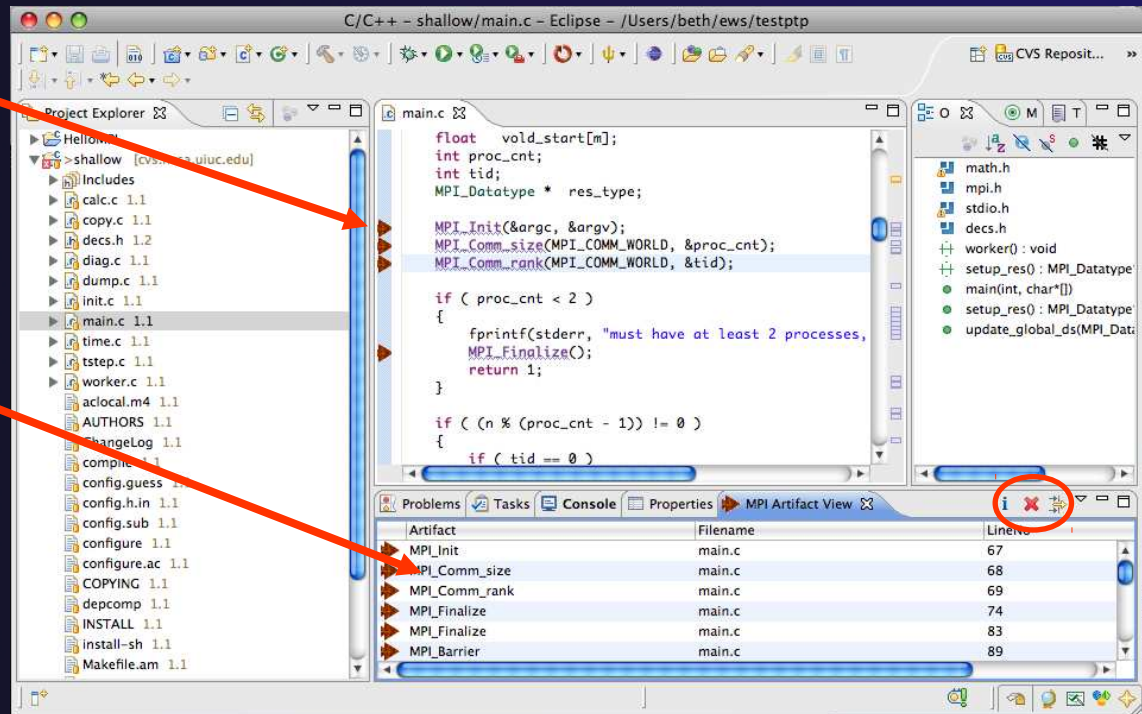 C/C++ - shallow/main.c - Eclipse - /Users/beth/ews/testptp
CVS Reposit... »
Project Explorer
HelloMPI
>shallow [cvs.ncsa.uiuc.edu]
Includes
calc.c 1.1
copy.c 1.1
decs.h 1.2
diag.c 1.1
dump.c 1.1
init.c 1.1
main.c 1.1
time.c 1.1
tstep.c 1.1
worker.c 1.1
aclocal.m4 1.1
AUTHORS 1.1
ChangeLog 1.1
compile 1.1
config.guess
config.h.in 1.1
config.sub 1.1
configure 1.1
configure.ac 1.1
COPYING 1.1
depcomp 1.1
INSTALL 1.1
install-sh 1.1
Makefile.am 1.1
main.c
float vold_start[m];
int proc_cnt;
int tid;
MPI_Datatype * res_type;
MPI_Init(&argc, &argv);
MPI_Comm_size(MPI_COMM_WORLD, &proc_cnt);
MPI_Comm_rank(MPI_COMM_WORLD, &tid);
if ( proc_cnt < 2 )
{
fprintf(stderr, "must have at least 2 processes,
MPI_Finalize();
return 1;
}
if ( (n % (proc_cnt - 1)) != 0 )
{
if ( tid == 0 )
O M T
math.h
mpi.h
stdio.h
decs.h
worker() : void
setup_res() : MPI_Datatype*
main(int, char*[])
setup_res() : MPI_Datatype*
update_global_ds(MPI_Data
Problems Tasks Console Properties MPI Artifact View
Artifact Filename LineNo
MPI_Init main.c 67
MPI_Comm_size main.c 68
MPI_Comm_rank main.c 69
MPI_Finalize main.c 74
MPI_Finalize main.c 83
MPI_Barrier main.c 89